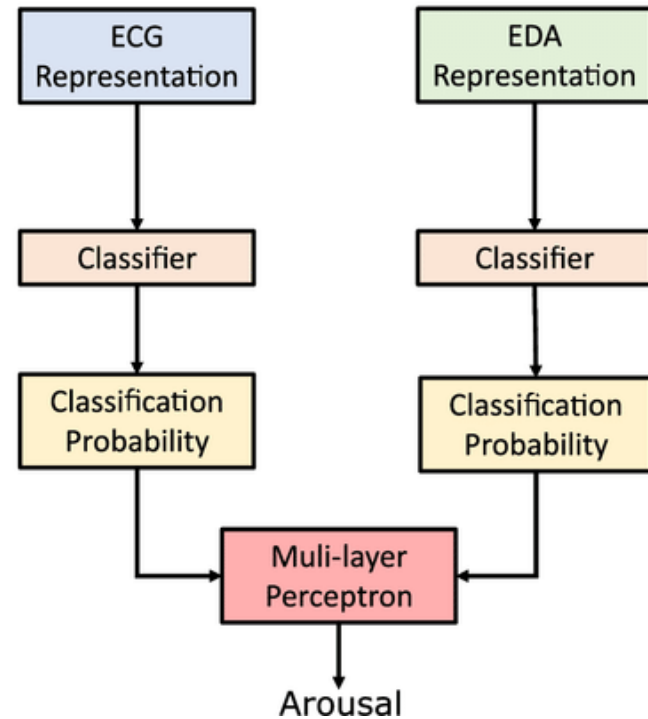 ECG
Representation
EDA
Representation
Classifier
Classifier
Classification
Probability
Classification
Probability
Muli-layer
Perceptron
Arousal